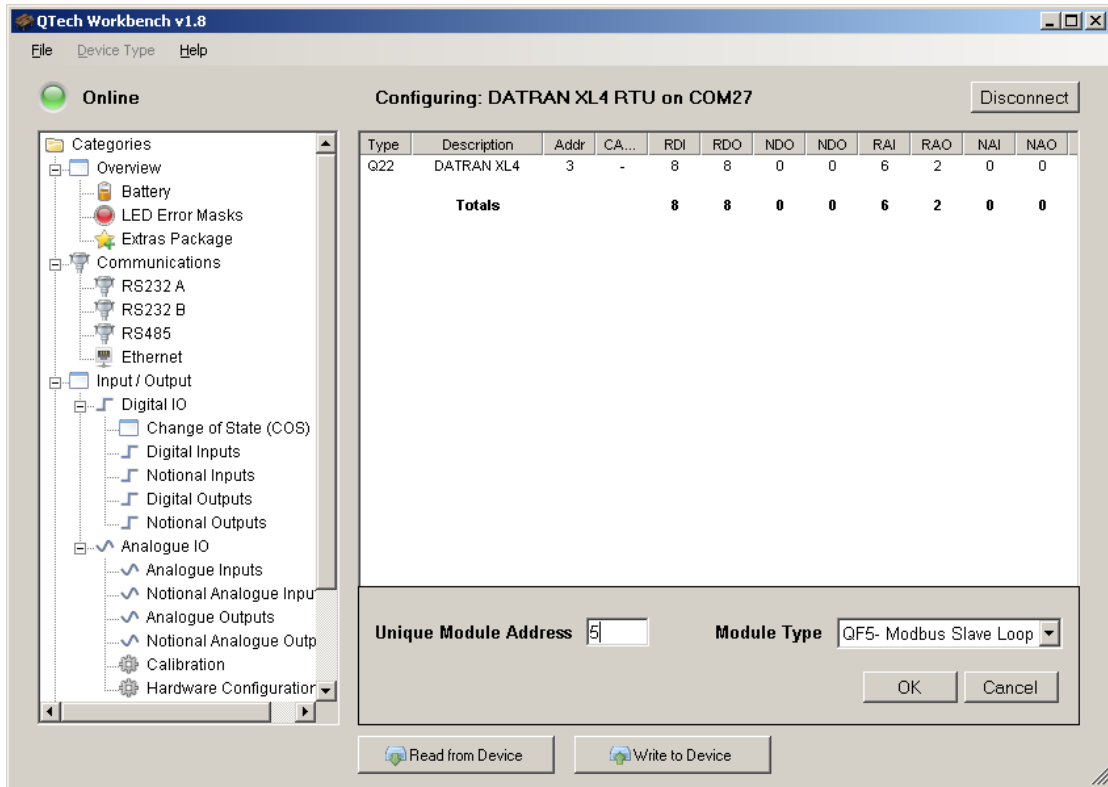 QTech Workbench v1.8
File Device Type Help
Online
Configuring: DATRAN XL4 RTU on COM27
Disconnect
Categories
Overview
Battery
LED Error Masks
Extras Package
Communications
RS232 A
RS232 B
RS485
Ethernet
Input / Output
Digital IO
Change of State (COS)
Digital Inputs
Notional Inputs
Digital Outputs
Notional Outputs
Analogue IO
Analogue Inputs
Notional Analogue Inpu
Analogue Outputs
Notional Analogue Outp
Calibration
Hardware Configuration
Type Description Addr CA... RDI RDO NDO NDO RAI RAO NAI NAO
Q22 DATRAN XL4 3 - 8 8 0 0 6 2 0 0
Totals 8 8 0 0 6 2 0 0
Unique Module Address 5 Module Type QF5- Modbus Slave Loop
OK Cancel
Read from Device Write to Device